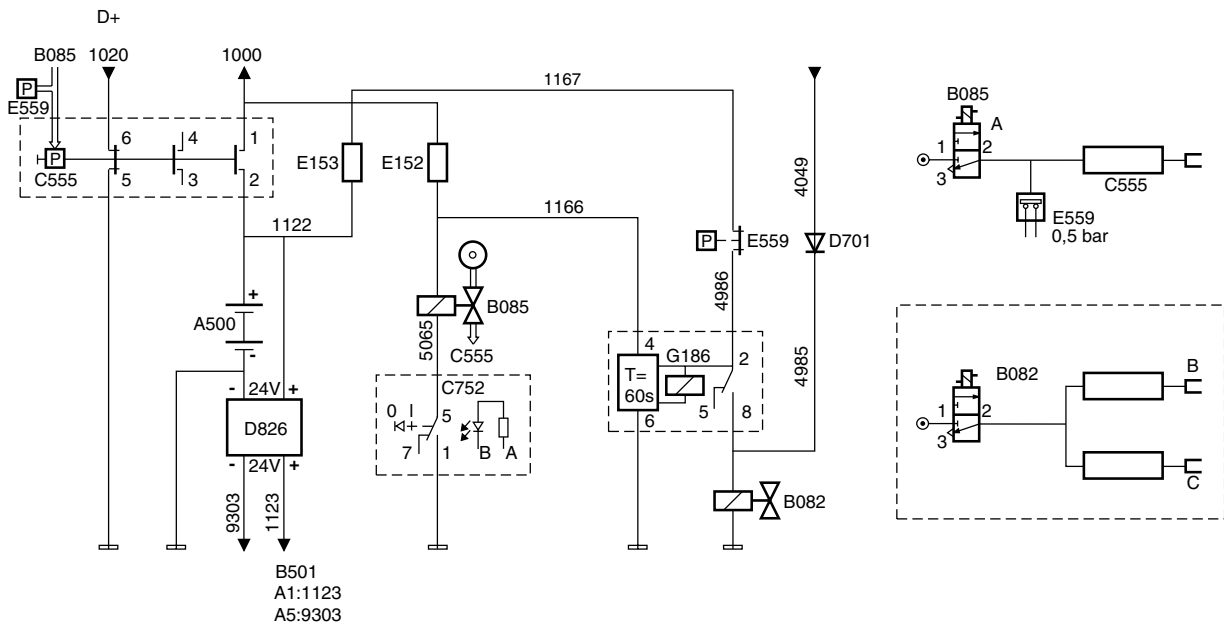 D+
B085 1020 1000
P
E559
6 4 1
P
C555 5 3 2
1122
E153 E152
1167
1166
A500
+
-
- 24V +
D826
- 24V +
9303 1123
B501
A1:1123
A5:9303
B085
5065
C555
C752
0 I 5
7 1 B A
4
T=
60s
6
G186
2
5 8
P E559
4986
4049
D701
4985
B082
B085
A
1 2
3
C555
E559
0,5 bar
B082
B
1 2
3
C